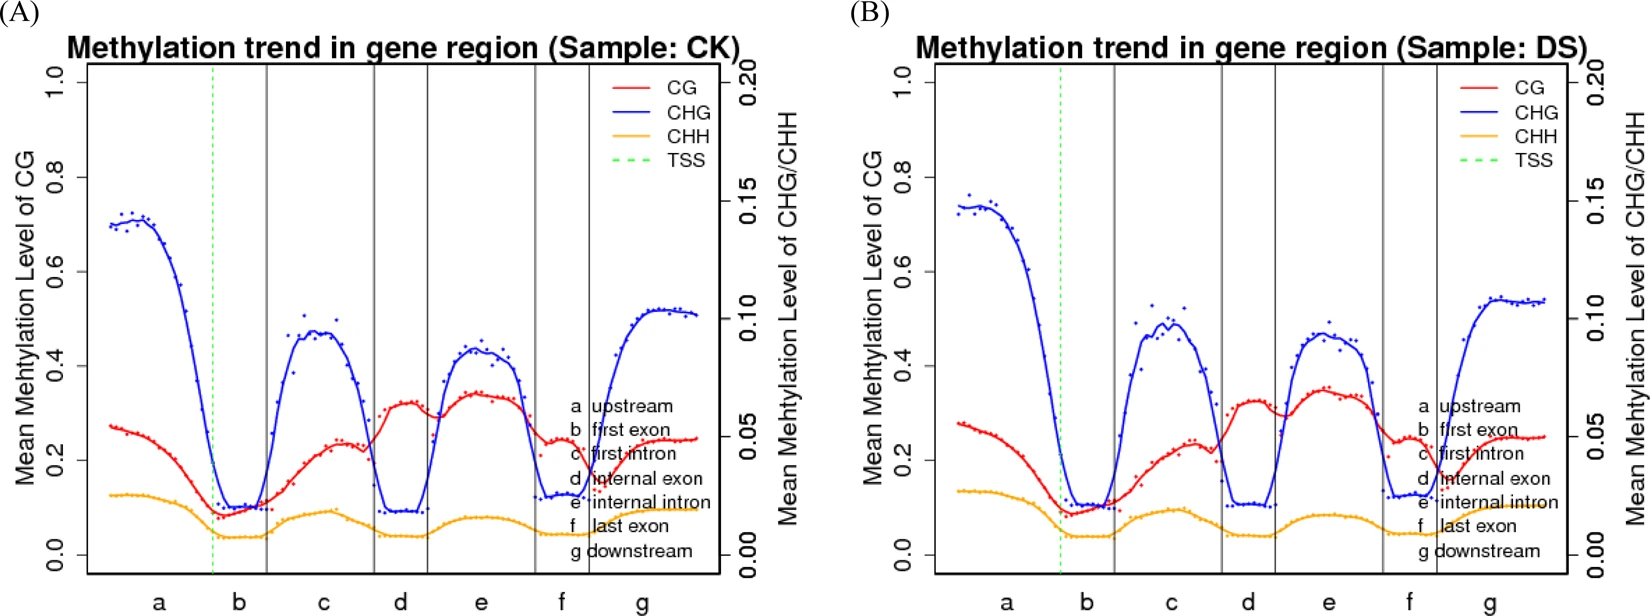 (A)
Methylation trend in gene region (Sample: CK)
Mean Mehtylation Level of CG
1.0
0.8
0.6
0.4
0.2
0.0
CG
CHG
CHH
TSS
a upstream
b first exon
c first intron
d internal exon
e internal intron
f last exon
g downstream
0.20
0.15
0.10
0.05
0.00
Mean Mehtylation Level of CHG/CHH
a b c d e f g
(B)
Methylation trend in gene region (Sample: DS)
Mean Mehtylation Level of CG
1.0
0.8
0.6
0.4
0.2
0.0
CG
CHG
CHH
TSS
a upstream
b first exon
c first intron
d internal exon
e internal intron
f last exon
g downstream
0.20
0.15
0.10
0.05
0.00
Mean Mehtylation Level of CHG/CHH
a b c d e f g